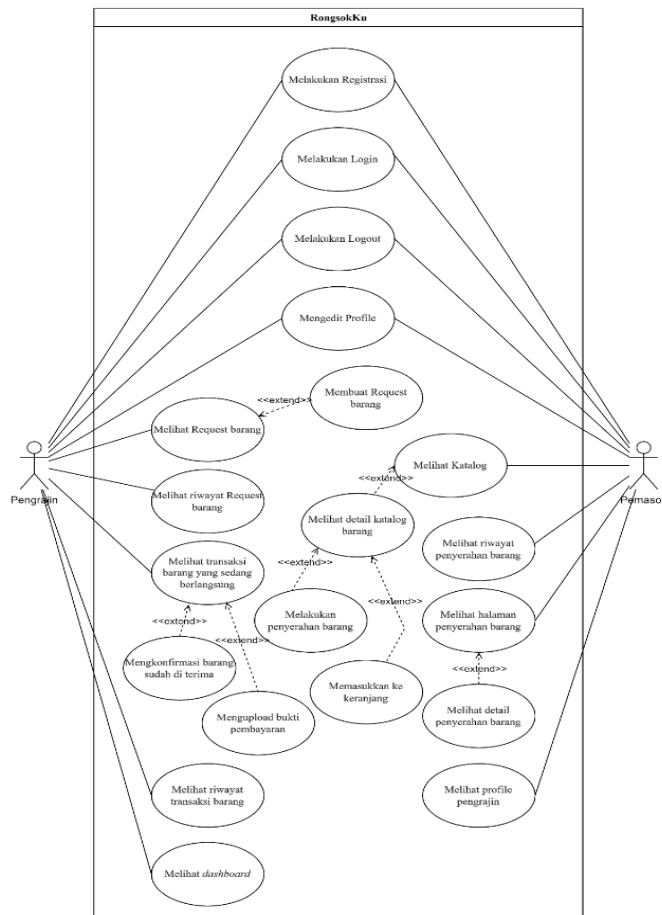 RongsokKu
Melakukan Registrasi
Melakukan Login
Melakukan Logout
Mengedit Profile
<<extend>>
Membuat Request
barang
Melihat Request barang
Melihat Katalog
<<extend>>
Pengrajin
Pemaso
Melihat riwayat Request
barang
Melihat detail katalog
barang
Melihat riwayat
penyerahan barang
Melihat transaksi
barang yang sedang
berlangsung
<<extend>>
<<extend>>
Melakukan
penyerahan barang
Melihat halaman
penyerahan barang
<<extend>>
<<extend>>
Mengkonfirmasi barang
sudah di terima
<<extend>>
Memasukkan ke
keranjang
Mengupload bukti
pembayaran
Melihat detail
penyerahan barang
Melihat riwayat
transaksi barang
Melihat profile
pengrajin
Melihat dashboard